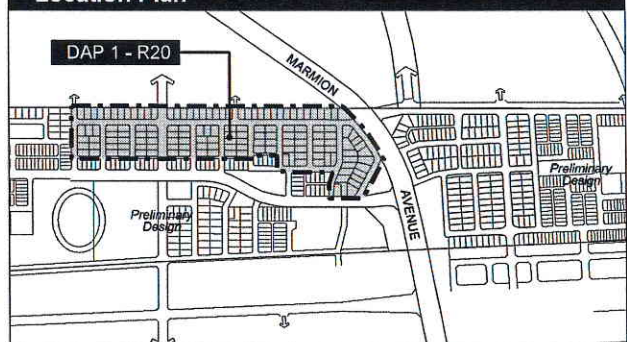 Location Plan
DAP 1 - R20
MARMION
AVENUE
Preliminary
Design
Preliminary
Design